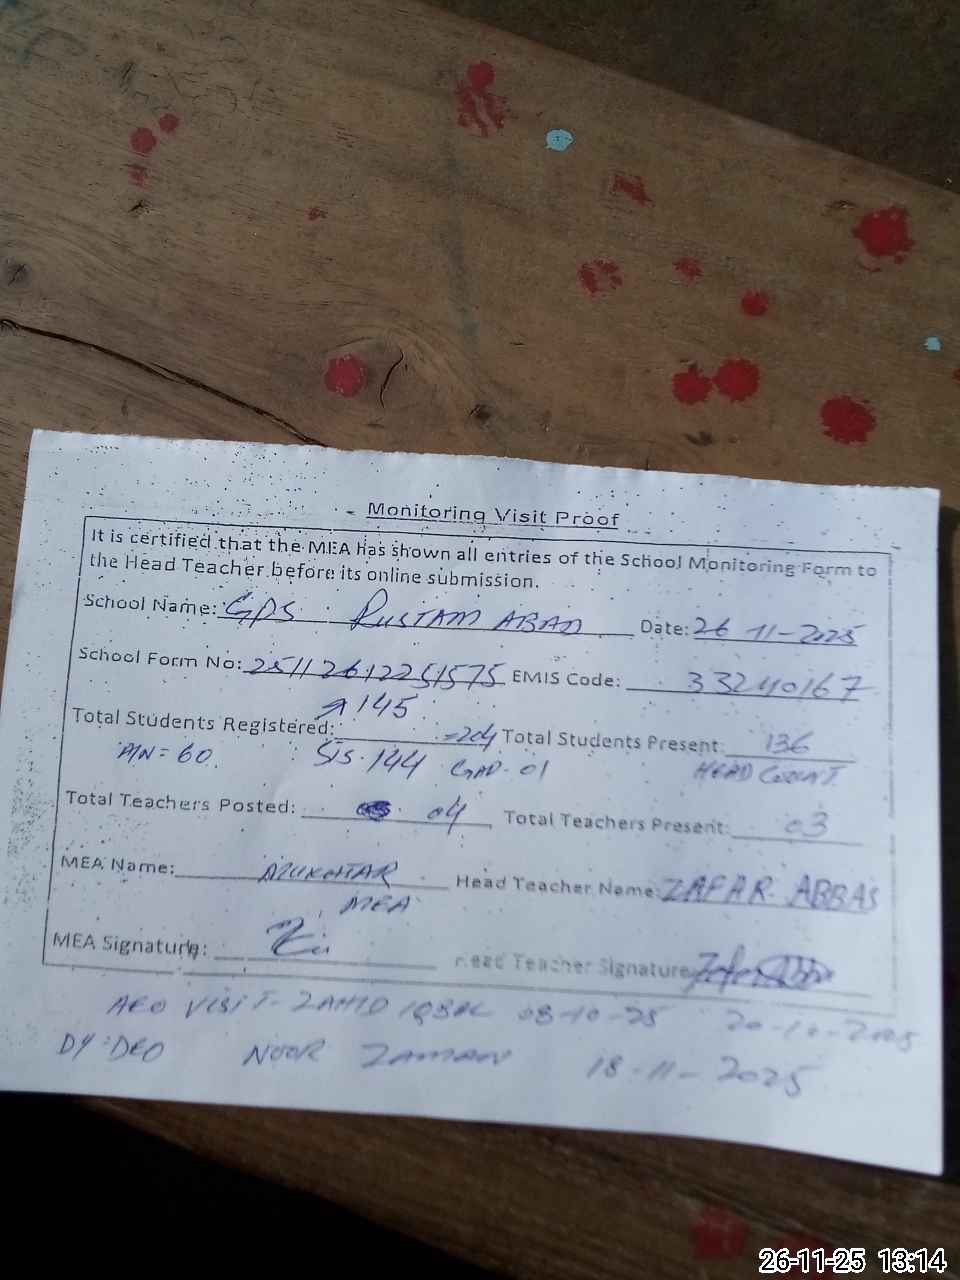 Monitoring Visit Proof
It is certified that the MEA has shown all entries of the School Monitoring Form to
the Head Teacher before its online submission.
School Name: GPS RUSTAM ABAD Date: 26 11-2025
School Form No: 25112612251575 EMIS Code: 33240167
145
Total Students Registered: =204 Total Students Present: 136
A/N = 60. SIS. 144 GAP. 01 HEAD COUNT.
Total Teachers Posted: 04 Total Teachers Present: 03
MEA Name: MUKHTAR Head Teacher Name: ZAFAR ABBAS
MEA
MEA Signature: Head Teacher Signature
AEO VISIT- ZAHID IQBAL 08-10-25 20-10-2025
DY:DEO NOOR ZAMAN 18-11-2025
26-11-25 13:14